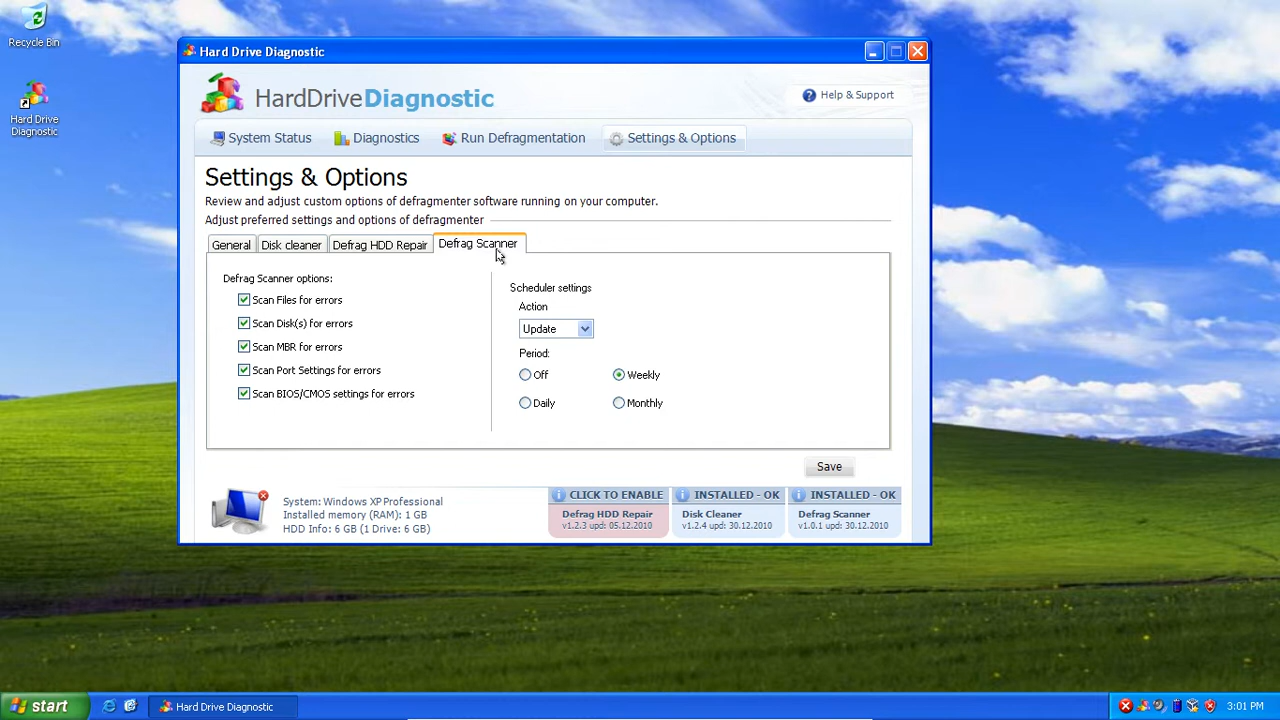 Recycle Bin
Hard Drive
Diagnostic
Hard Drive Diagnostic
HardDriveDiagnostic
Help & Support
System Status
Diagnostics
Run Defragmentation
Settings & Options
Settings & Options
Review and adjust custom options of defragmenter software running on your computer.
Adjust preferred settings and options of defragmenter
General
Disk cleaner
Defrag HDD Repair
Defrag Scanner
Defrag Scanner options:
Scan Files for errors
Scan Disk(s) for errors
Scan MBR for errors
Scan Port Settings for errors
Scan BIOS/CMOS settings for errors
Scheduler settings
Action
Update
Period:
Off
Weekly
Daily
Monthly
Save
System: Windows XP Professional
Installed memory (RAM): 1 GB
HDD Info: 6 GB (1 Drive: 6 GB)
CLICK TO ENABLE
Defrag HDD Repair
v1.2.3 upd: 05.12.2010
INSTALLED - OK
Disk Cleaner
v1.2.4 upd: 30.12.2010
INSTALLED - OK
Defrag Scanner
v1.0.1 upd: 30.12.2010
start
Hard Drive Diagnostic
3:01 PM